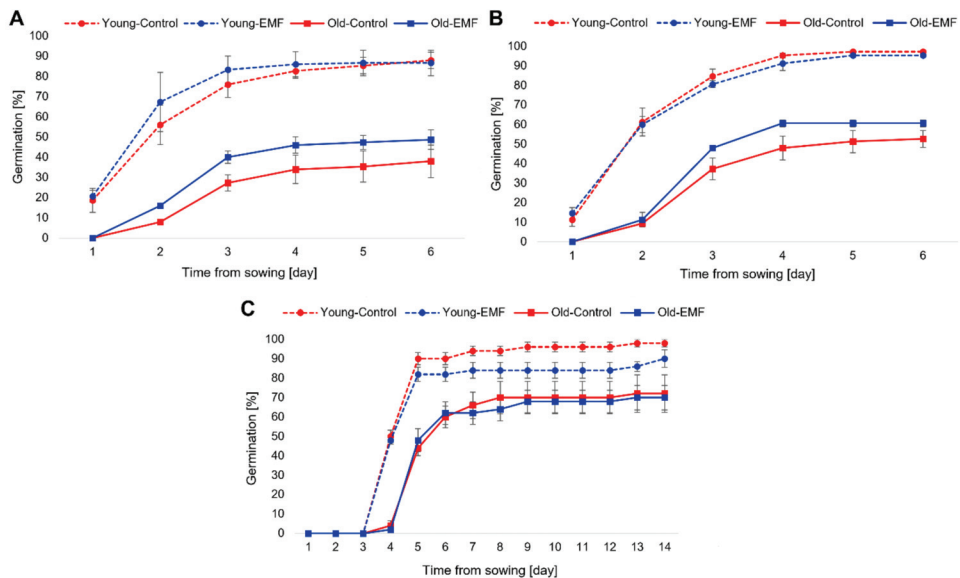 A
Young-Control Young-EMF Old-Control Old-EMF
Germination [%]
100
90
80
70
60
50
40
30
20
10
0
1 2 3 4 5 6
Time from sowing [day]
B
Young-Control Young-EMF Old-Control Old-EMF
Germination [%]
100
90
80
70
60
50
40
30
20
10
0
1 2 3 4 5 6
Time from sowing [day]
C
Young-Control Young-EMF Old-Control Old-EMF
Germination [%]
100
90
80
70
60
50
40
30
20
10
0
1 2 3 4 5 6 7 8 9 10 11 12 13 14
Time from sowing [day]